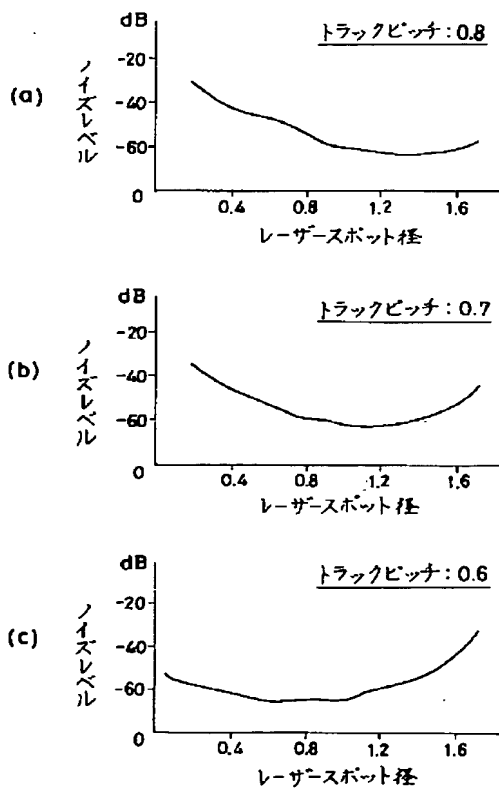 (a)
dB
トラックピッチ:0.8
-20
-40
-60
0
ノイズレベル
0.4 0.8 1.2 1.6
レーザースポット径
(b)
dB
トラックピッチ:0.7
-20
-40
-60
0
ノイズレベル
0.4 0.8 1.2 1.6
レーザースポット径
(c)
dB
トラックピッチ:0.6
-20
-40
-60
0
ノイズレベル
0.4 0.8 1.2 1.6
レーザースポット径